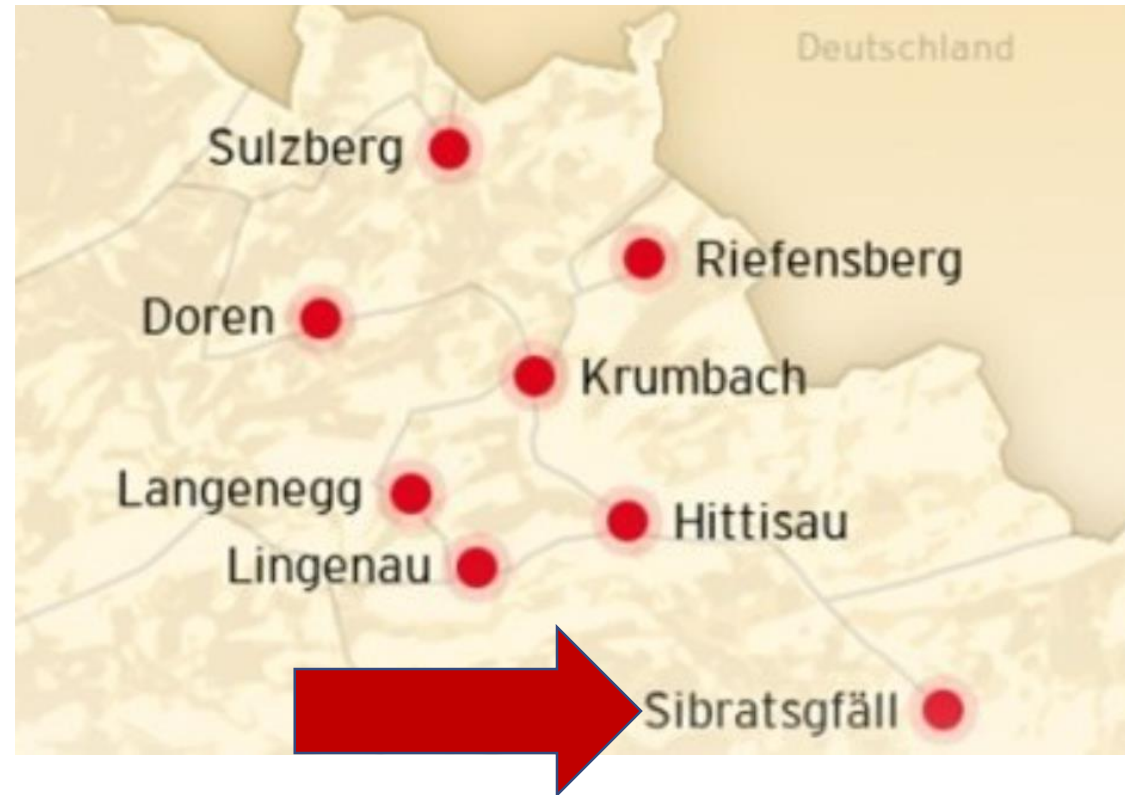 Deutschland
Sulzberg
Riefensberg
Doren
Krumbach
Langenegg
Hittisau
Lingenau
Sibratsgfäll